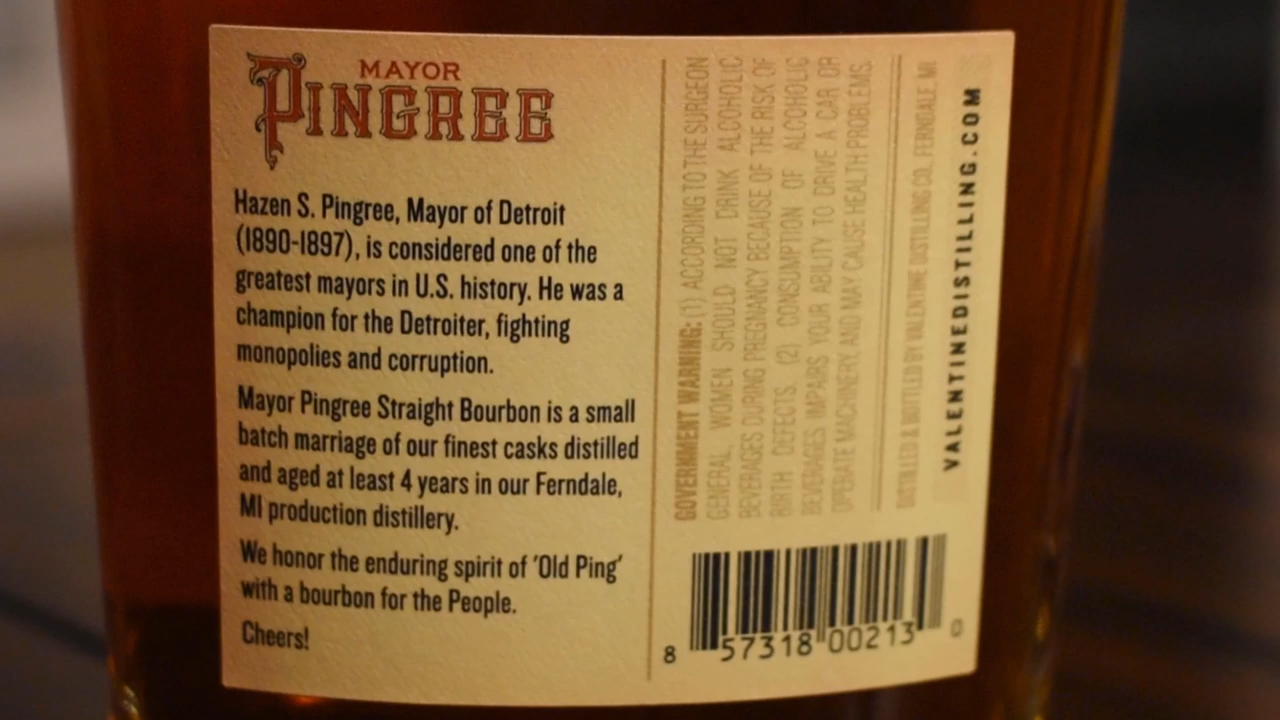 MAYOR
PINGREE
Hazen S. Pingree, Mayor of Detroit
(1890-1897), is considered one of the
greatest mayors in U.S. history. He was a
champion for the Detroiter, fighting
monopolies and corruption.
Mayor Pingree Straight Bourbon is a small
batch marriage of our finest casks distilled
and aged at least 4 years in our Ferndale,
MI production distillery.
We honor the enduring spirit of 'Old Ping'
with a bourbon for the People.
Cheers!
GOVERNMENT WARNING: (1) ACCORDING TO THE SURGEON
GENERAL, WOMEN SHOULD NOT DRINK ALCOHOLIC
BEVERAGES DURING PREGNANCY BECAUSE OF THE RISK OF
BIRTH DEFECTS. (2) CONSUMPTION OF ALCOHOLIC
BEVERAGES IMPAIRS YOUR ABILITY TO DRIVE A CAR OR
OPERATE MACHINERY, AND MAY CAUSE HEALTH PROBLEMS.
DISTILLED & BOTTLED BY VALENTINE DISTILLING CO., FERNDALE MI
VALENTINEDISTILLING.COM
8 57318 00213 0